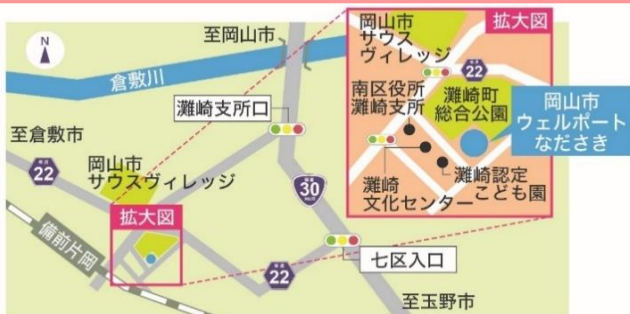 N
至岡山市
倉敷川
灘崎支所口
至倉敷市
22
岡山市
サウスヴィレッジ
拡大図
備前片岡
30
22
七区入口
至玉野市
拡大図
岡山市
サウス
ヴィレッジ
22
南区役所
灘崎支所
灘崎町
総合公園
岡山市
ウェルポート
なださき
灘崎認定
こども園
灘崎
文化センター